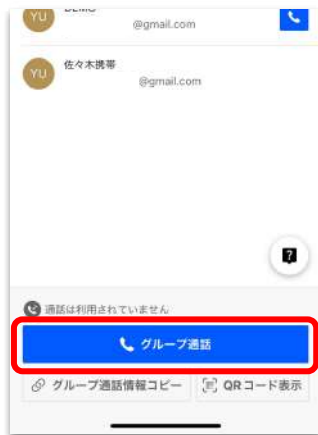 YU
@gmail.com
YU
佐々木携帯
@gmail.com
?
通話は利用されていません
グループ通話
グループ通話情報コピー
QRコード表示